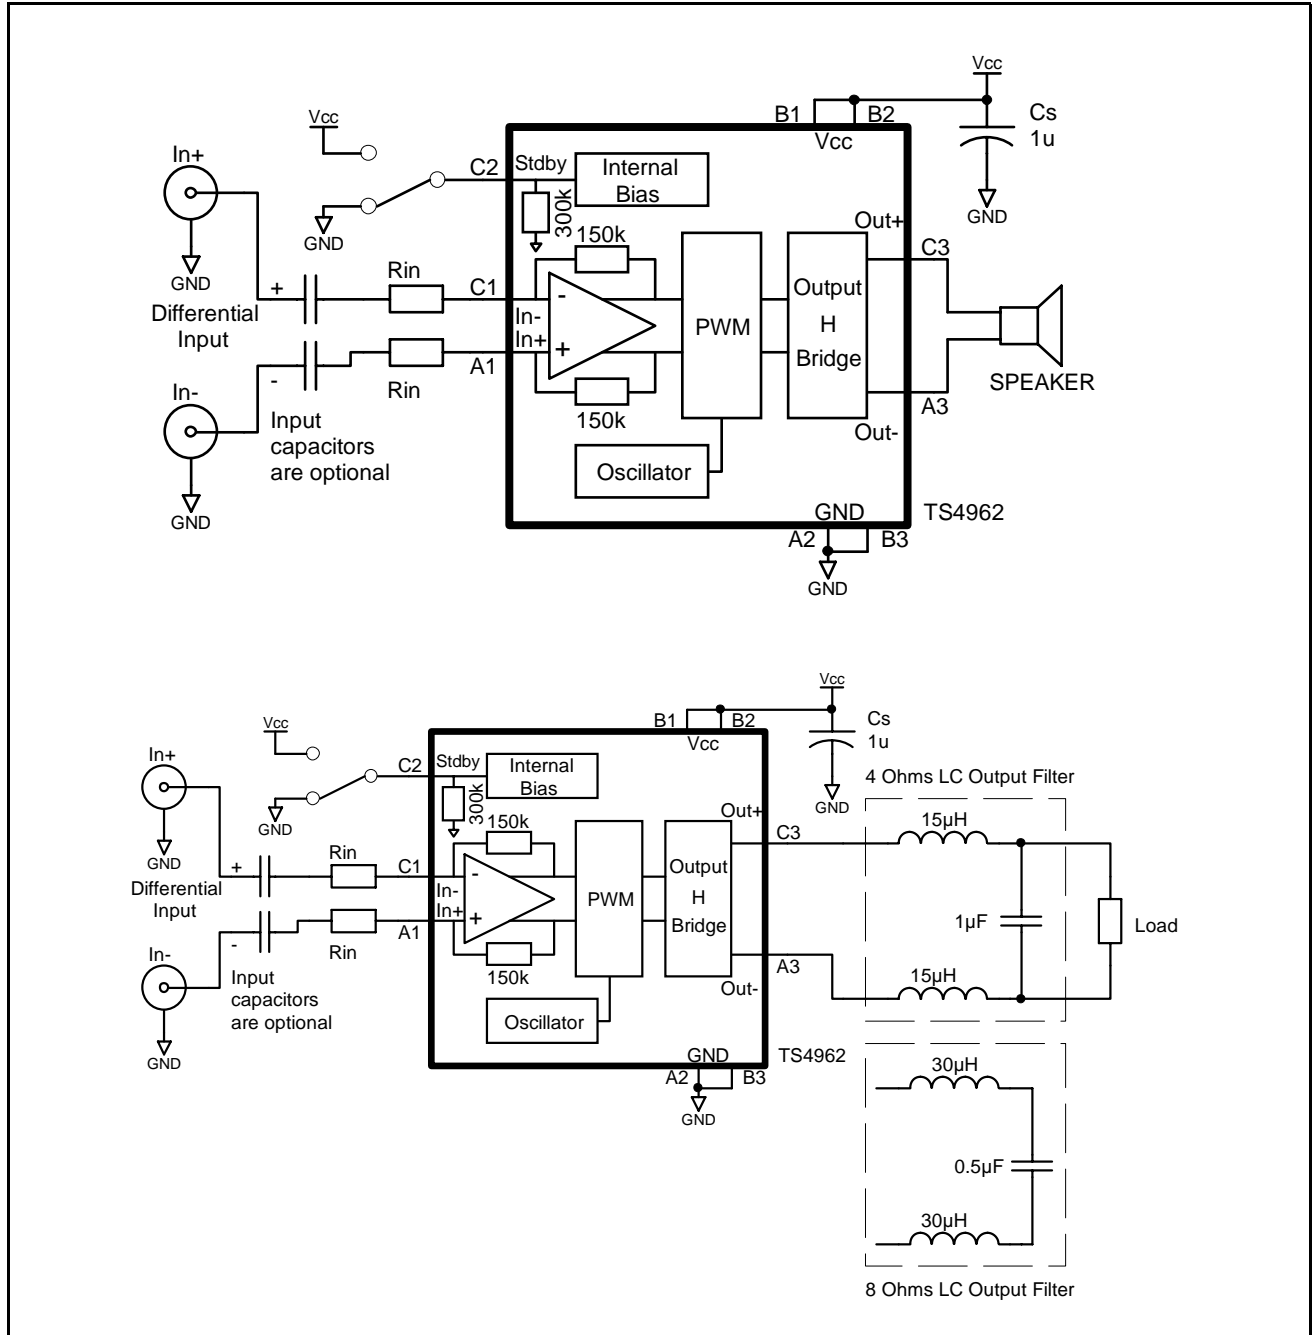 Vcc
B1
B2
Cs
Vcc
1u
Vcc
In+
C2
Stdby
Internal
Bias
300k
GND
GND
GND
Out+
150k
C3
Rin
C1
+
Differential
Input
In-
In+
-
+
PWM
Output
H
Bridge
SPEAKER
A1
Rin
-
In-
150k
A3
Out-
Input
capacitors
are optional
Oscillator
GND
GND
TS4962
A2
B3
GND
Vcc
B1
B2
Cs
Vcc
1u
Vcc
In+
C2
Stdby
Internal
Bias
300k
GND
GND
GND
4 Ohms LC Output Filter
Out+
150k
C3
15µH
Rin
C1
+
Differential
Input
In-
In+
-
+
PWM
Output
H
Bridge
1µF
Load
A1
Rin
-
In-
150k
A3
15µH
Out-
Input
capacitors
are optional
Oscillator
GND
GND
TS4962
A2
B3
GND
30µH
0.5µF
30µH
8 Ohms LC Output Filter